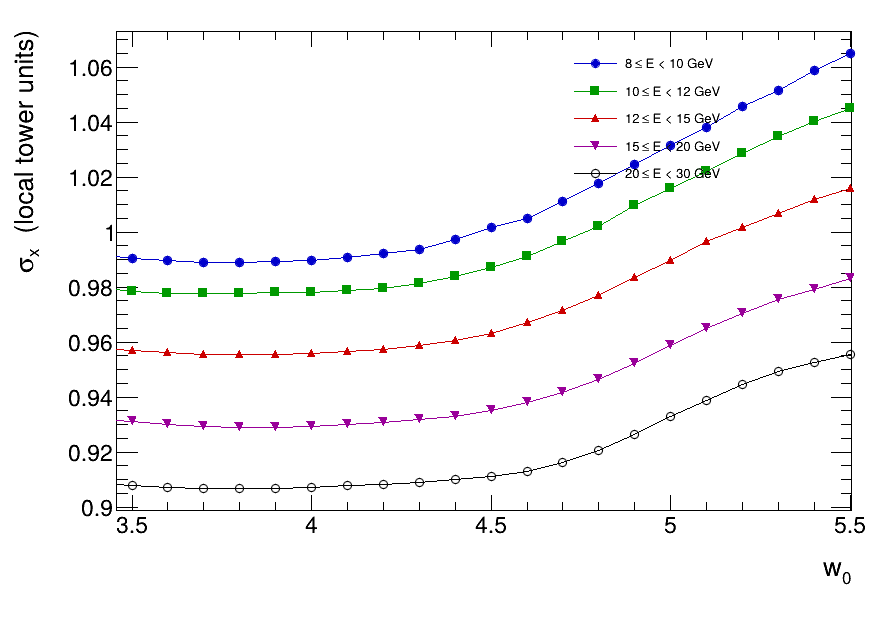 σx (local tower units)
1.06
1.04
1.02
1
0.98
0.96
0.94
0.92
0.9
8 ≤ E < 10 GeV
10 ≤ E < 12 GeV
12 ≤ E < 15 GeV
15 ≤ E < 20 GeV
20 ≤ E < 30 GeV
3.5 4 4.5 5 5.5
w0